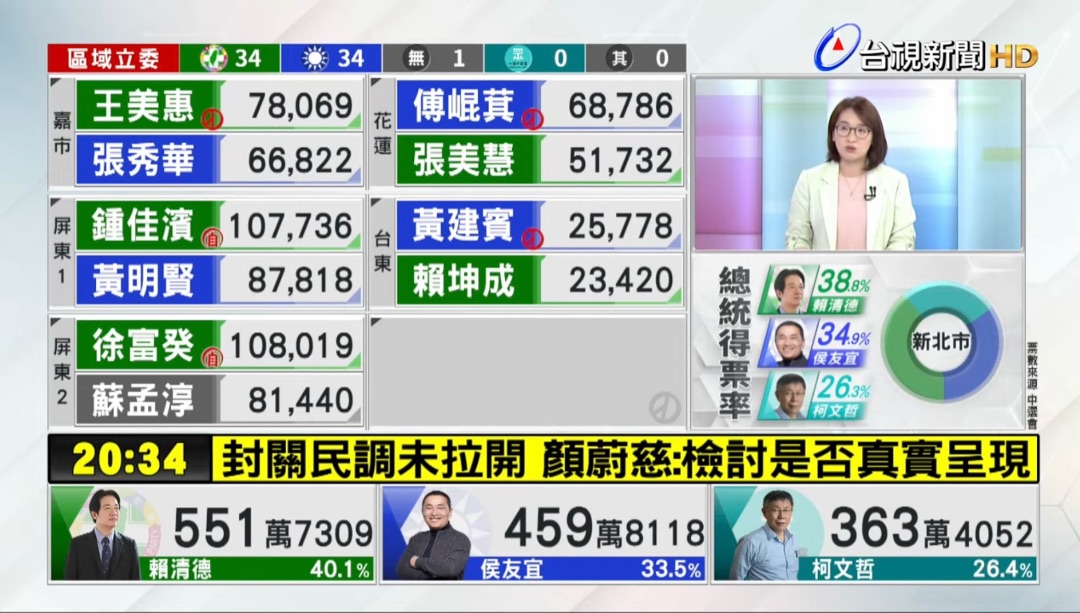 台視新聞HD
區域立委 34 34 無 1 眾 0 其 0
嘉市
王美惠 78,069
張秀華 66,822
屏東1
鍾佳濱 自 107,736
黃明賢 87,818
屏東2
徐富癸 自 108,019
蘇孟淳 81,440
花蓮
傅崐萁 68,786
張美慧 51,732
台東
黃建賓 25,778
賴坤成 23,420
總統得票率
38.8%
賴清德
34.9%
侯友宜
26.3%
柯文哲
新北市
票數來源 中選會
20:34 封關民調未拉開 顏蔚慈:檢討是否真實呈現
551萬7309
賴清德 40.1%
459萬8118
侯友宜 33.5%
363萬4052
柯文哲 26.4%